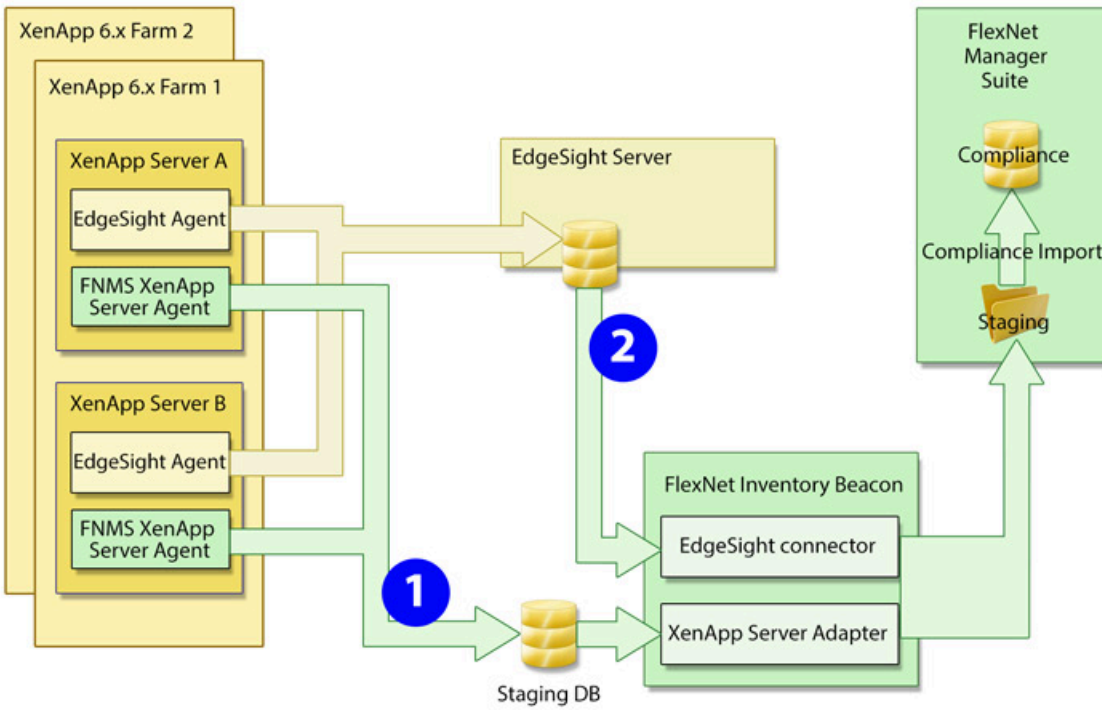 XenApp 6.x Farm 2
XenApp 6.x Farm 1
XenApp Server A
EdgeSight Agent
FNMS XenApp
Server Agent
XenApp Server B
EdgeSight Agent
FNMS XenApp
Server Agent
EdgeSight Server
2
1
Staging DB
FlexNet Inventory Beacon
EdgeSight connector
XenApp Server Adapter
FlexNet
Manager
Suite
Compliance
Compliance Import
Staging